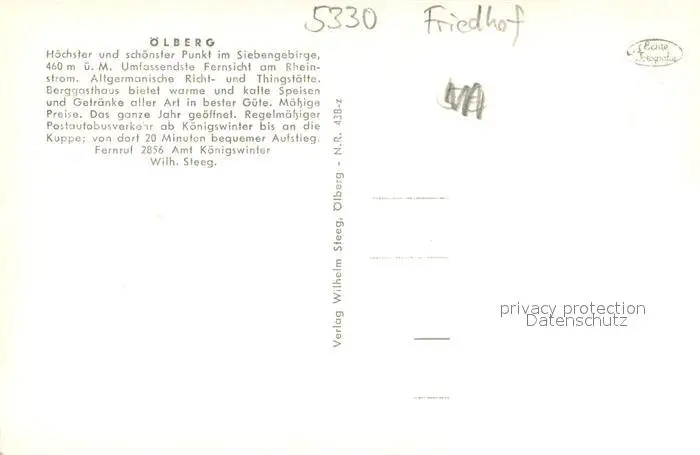 5330 Friedhof
Echte
Fotografie
ÖLBERG
Höchster und schönster Punkt im Siebengebirge,
460 m ü. M. Umfassendste Fernsicht am Rhein-
strom. Altgermanische Richt- und Thingstätte.
Berggasthaus bietet warme und kalte Speisen
und Getränke aller Art in bester Güte. Mäßige
Preise. Das ganze Jahr geöffnet. Regelmäßiger
Postautobusverkehr ab Königswinter bis an die
Kuppe; von dort 20 Minuten bequemer Aufstieg.
Fernruf 2856 Amt Königswinter
Wilh. Steeg.
Verlag Wilhelm Steeg, Ölberg - N.R. 438-z
privacy protection
Datenschutz